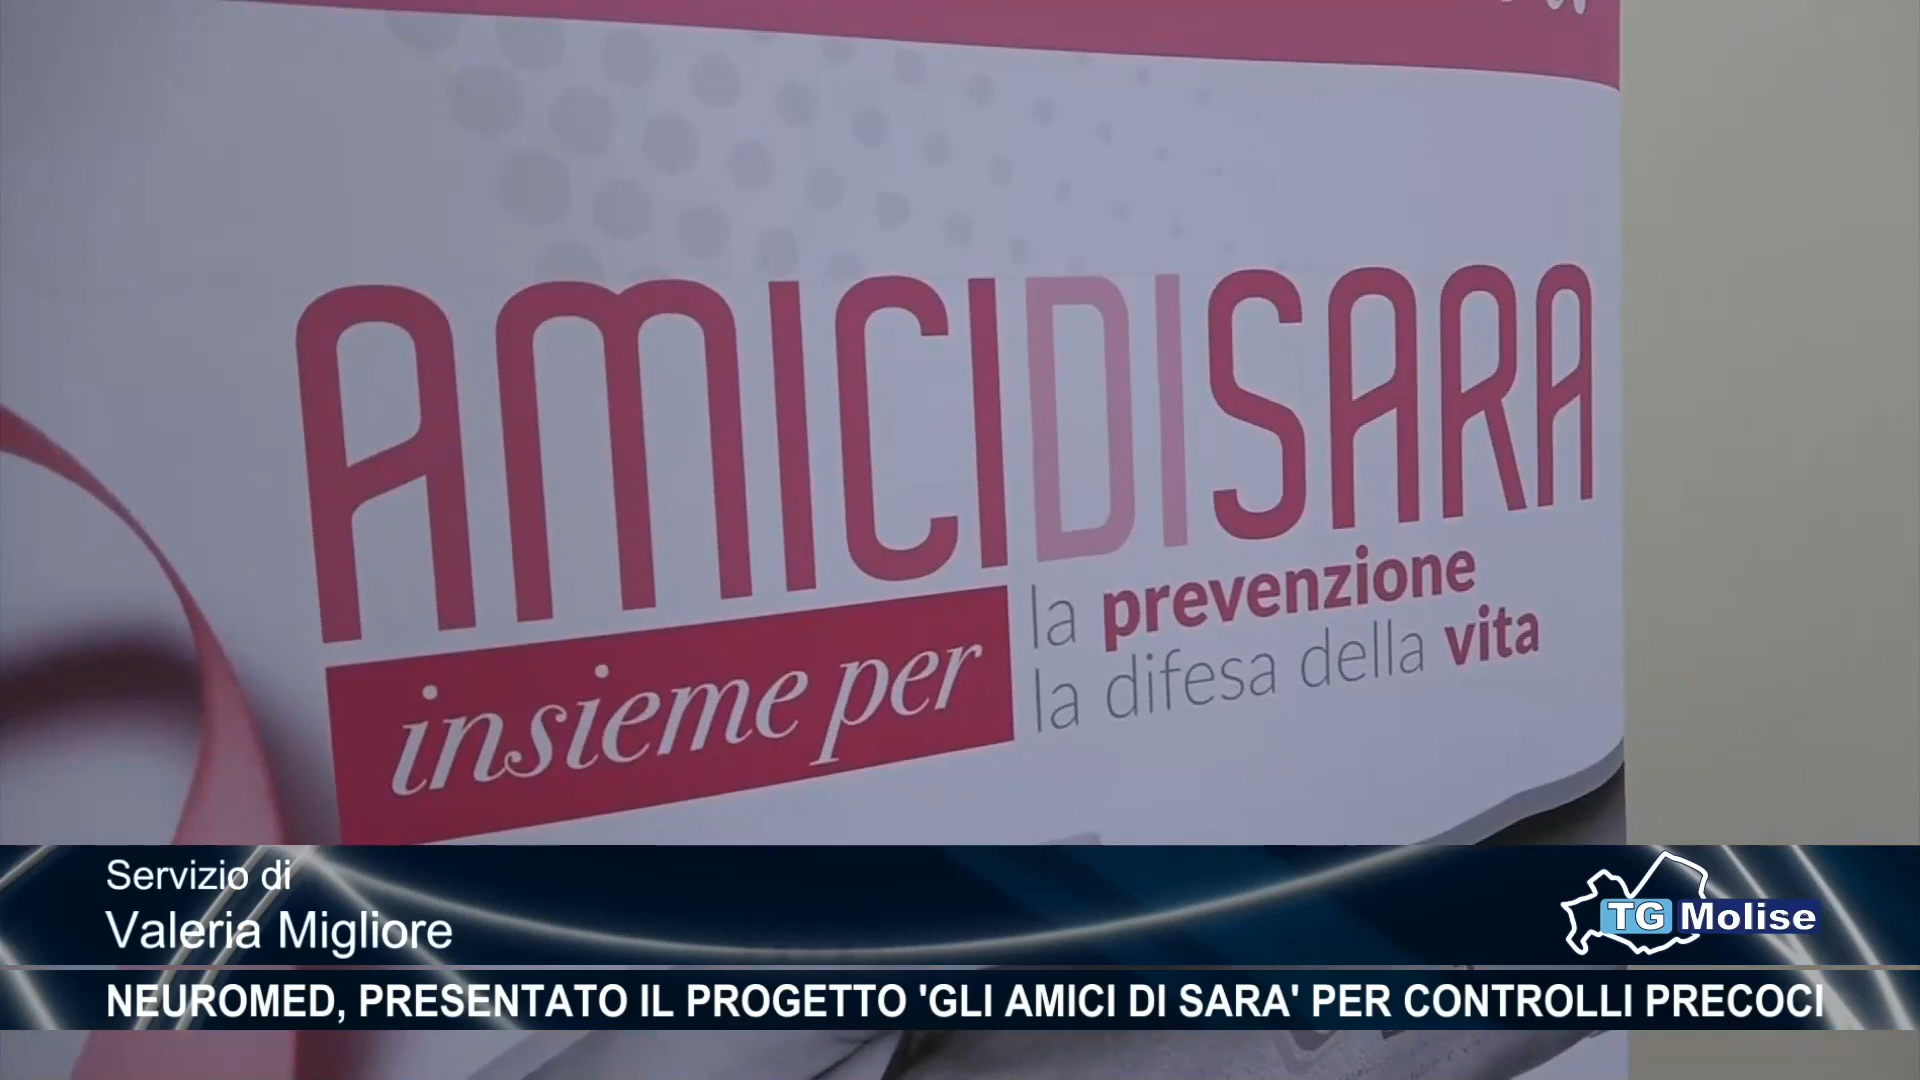 AMICIDISARA
insieme per
la prevenzione
la difesa della vita
Servizio di
Valeria Migliore
TG Molise
NEUROMED, PRESENTATO IL PROGETTO 'GLI AMICI DI SARA' PER CONTROLLI PRECOCI